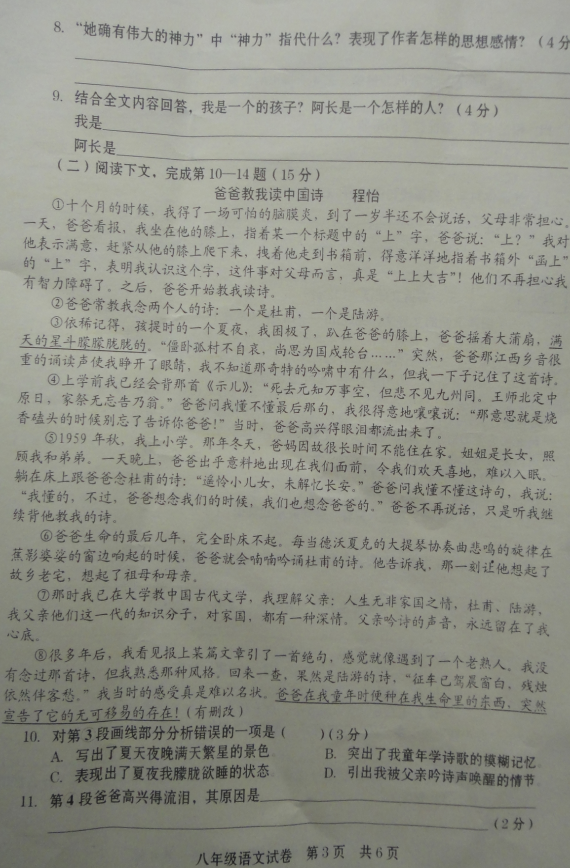 8. “她确有伟大的神力”中“神力”指代什么？表现了作者怎样的思想感情？（4分
9. 结合全文内容回答，我是一个的孩子？阿长是一个怎样的人？（4分）
我是
阿长是
（二）阅读下文，完成第10—14题（15分）
爸爸教我读中国诗 程怡
①十个月的时候，我得了一场可怕的脑膜炎，到了一岁半还不会说话，父母非常担心。
一天，爸爸看报，我坐在他的膝上，指着某一个标题中的“上”字，爸爸说：“上？”我对
他表示满意，赶紧从他的膝上爬下来，拽着他走到书箱前，得意洋洋地指着书箱外“函上”
的“上”字，表明我认识这个字，这件事对父母而言，真是“上上大吉”！他们不再担心我
有智力障碍了。之后，爸爸开始教我读诗。
②爸爸常教我念两个人的诗：一个是杜甫，一个是陆游。
③依稀记得，孩提时的一个夏夜，我困极了，趴在爸爸的膝上，爸爸摇着大蒲扇，满
天的星斗朦朦胧胧的。“僵卧孤村不自哀，尚思为国戍轮台……”突然，爸爸那江西乡音很
重的诵读声使我睁开了眼睛，我不知道那奇特的吟啸中有什么，但我一下子记住了这首诗。
④上学前我已经会背那首《示儿》：“死去元知万事空，但悲不见九州同。王师北定中
原日，家祭无忘告乃翁。”爸爸问我懂不懂最后那句，我很得意地嚷嚷说：“那意思就是烧
香磕头的时候别忘了告诉你爸爸！”当时，爸爸高兴得眼泪都流出来了。
⑤1959年秋，我上小学。那年冬天，爸妈因故很长时间不能住在家。姐姐是长女，照
顾我和弟弟。一天晚上，爸爸出乎意料地出现在我们面前，令我们欢天喜地，难以入眠。
躺在床上跟爸爸念杜甫的诗：“遥怜小儿女，未解忆长安。”爸爸问我懂不懂这诗句，我说：
“我懂的，不过，爸爸想念我们的时候，我们也想念爸爸的。”爸爸不再说话，只是听我继
续背他教我的诗。
⑥爸爸生命的最后几年，完全卧床不起。每当德沃夏克的大提琴协奏曲悲鸣的旋律在
蕉影婆娑的窗边响起的时候，爸爸就会喃喃吟诵杜甫的诗。他告诉我，那一刻让他想起了
故乡老宅，想起了祖母和母亲。
⑦那时我已在大学教中国古代文学，我理解父亲：人生无非家国之情，杜甫、陆游。
我父亲他们这一代的知识分子，对家国，都有一种深情。父亲吟诗的声音，永远留在了我
心底。
⑧很多年后，我看见报上某篇文章引了一首绝句，感觉就像遇到了一个老熟人。我没
有念过那首诗，但我熟悉那种风格。回来一查，果然是陆游的诗，“征车已驾晨窗白，残烛
依然伴客愁。”我当时的感受真是难以名状。爸爸在我童年时便种在我生命里的东西，突然
宣告了它的无可移易的存在！（有删改）
10. 对第3段画线部分分析错误的一项是（ ）（3分）
A. 写出了夏天夜晚满天繁星的景色 B. 突出了我童年学诗歌的模糊记忆
C. 表现出了夏夜我朦胧欲睡的状态 D. 引出我被父亲吟诗声唤醒的情节
11. 第4段爸爸高兴得流泪，其原因是
（2分）
八年级语文试卷 第3页 共6页